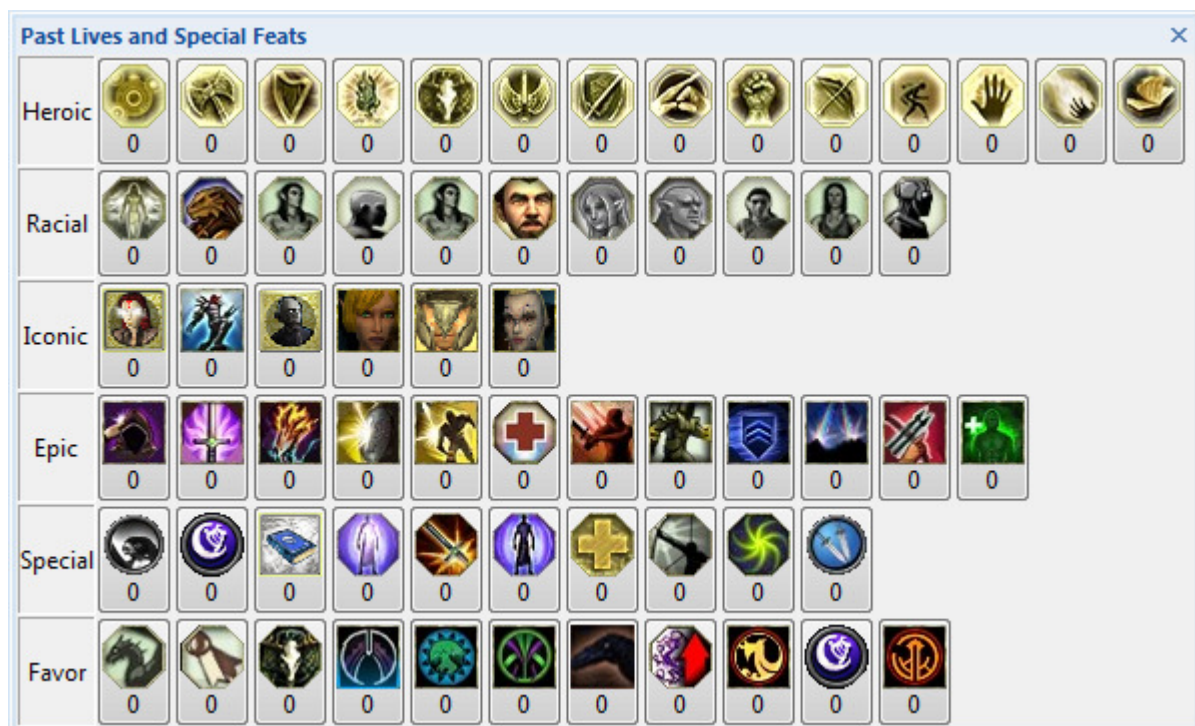 Past Lives and Special Feats
Heroic
0 0 0 0 0 0 0 0 0 0 0 0 0 0
Racial
0 0 0 0 0 0 0 0 0 0 0
Iconic
0 0 0 0 0 0
Epic
0 0 0 0 0 0 0 0 0 0 0 0
Special
0 0 0 0 0 0 0 0 0 0
Favor
0 0 0 0 0 0 0 0 0 0 0